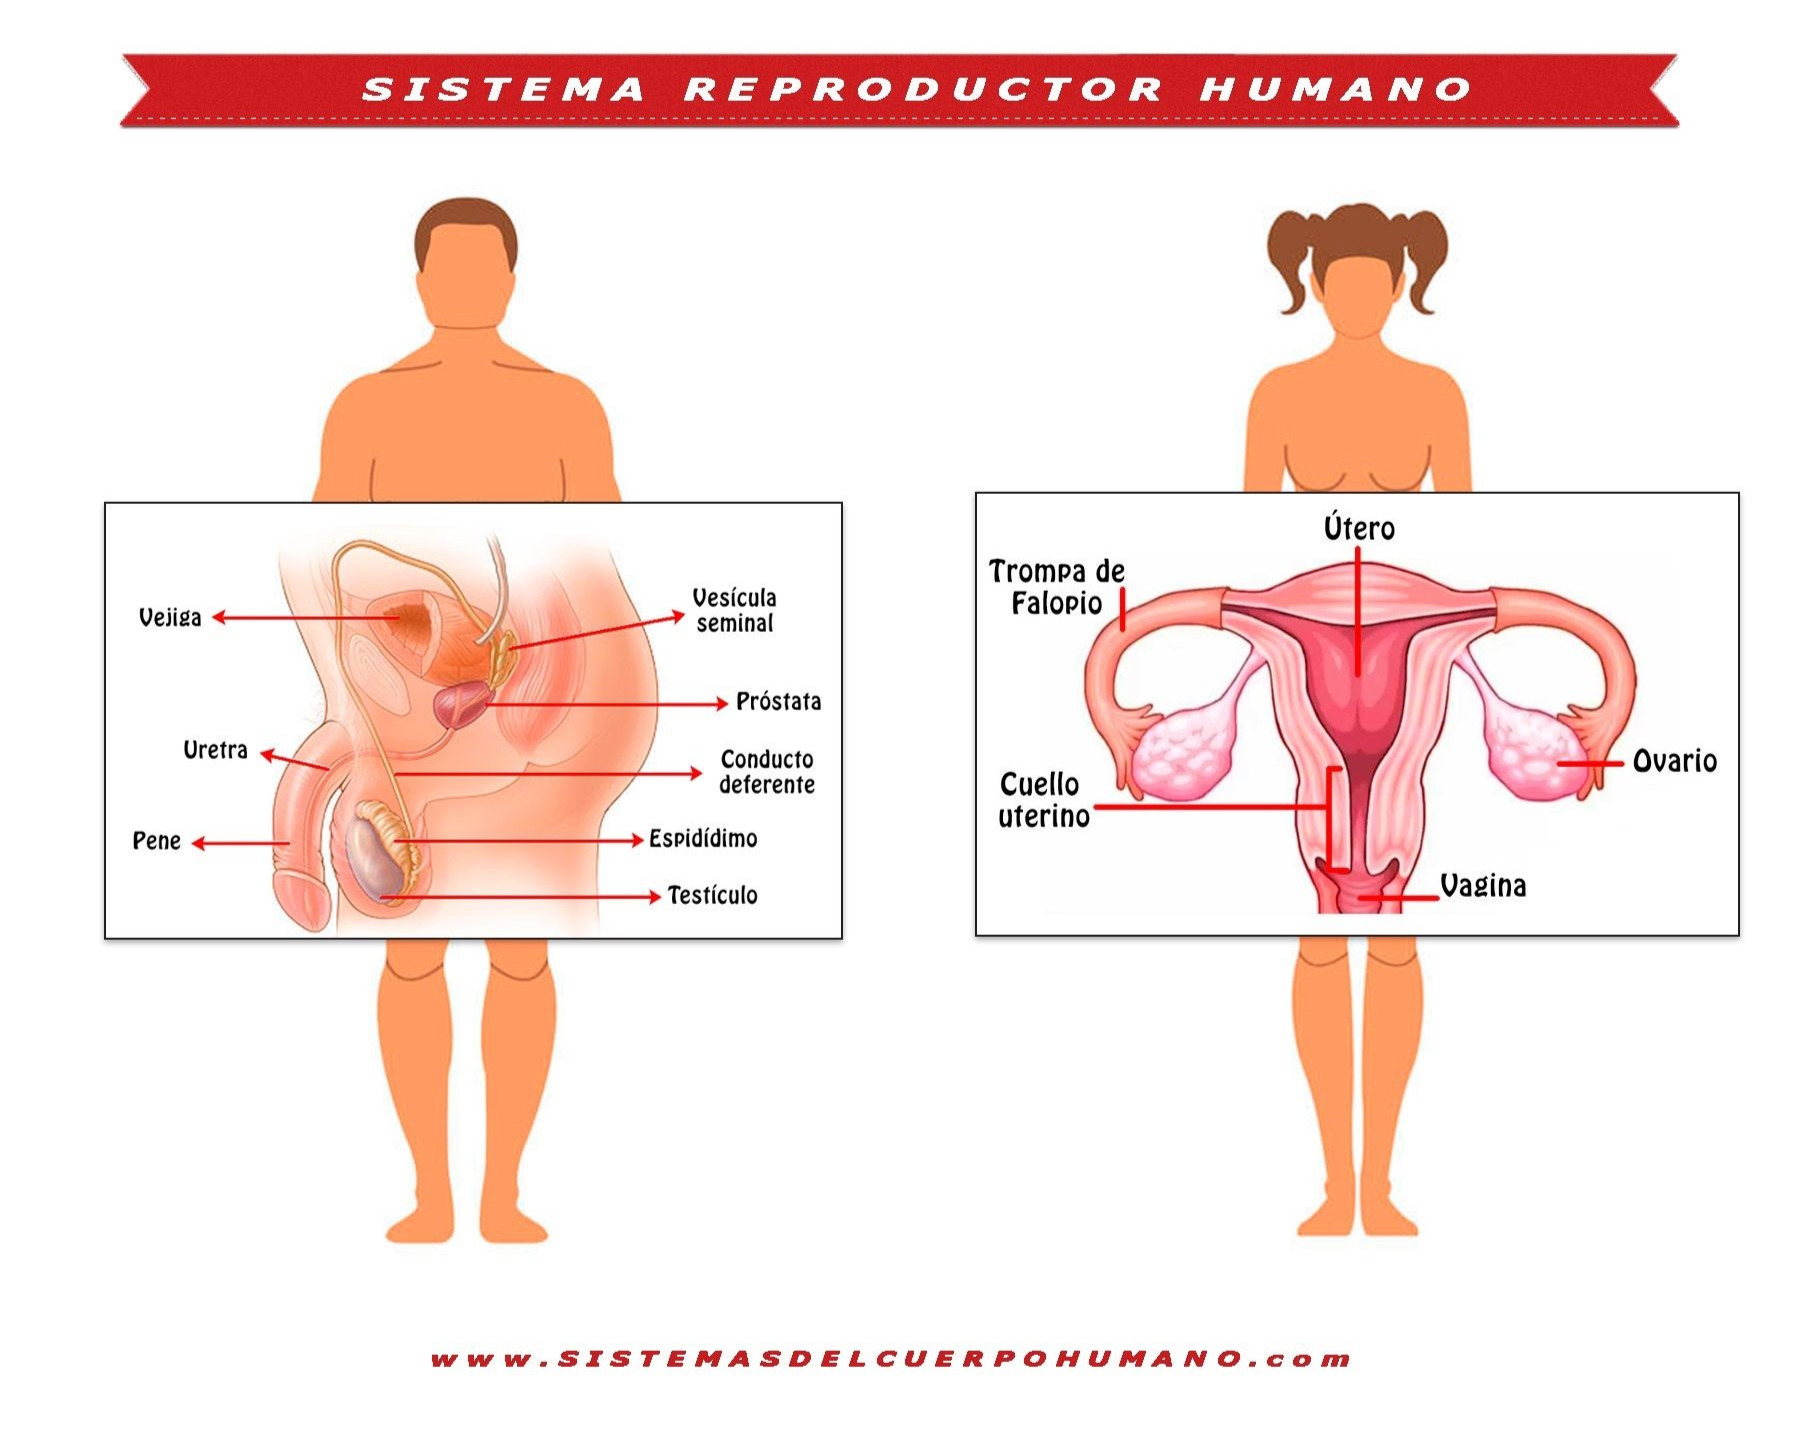 SISTEMA REPRODUCTOR HUMANO
Vejiga
Vesícula
seminal
Próstata
Uretra
Conducto
deferente
Pene
Espidídimo
Testículo
Útero
Trompa de
Falopio
Ovario
Cuello
uterino
Vagina
www.SISTEMASDELCUERPOHUMANO.com